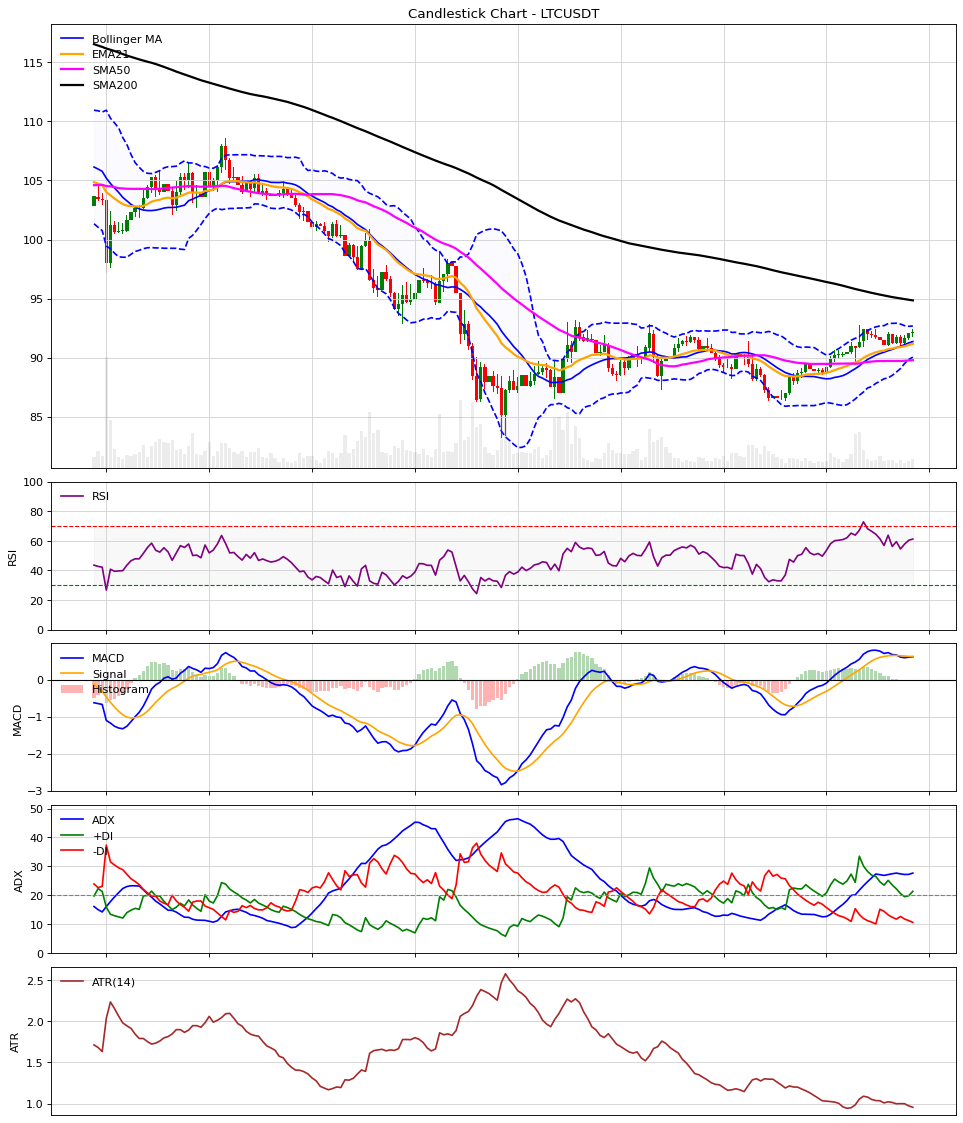 Candlestick Chart - LTCUSDT
Bollinger MA
EMA21
SMA50
SMA200
115
110
105
100
95
90
85
RSI
100
80
60
40
20
0
RSI
MACD
Signal
Histogram
0
−1
−2
−3
MACD
ADX
+DI
-DI
50
40
30
20
10
0
ADX
ATR(14)
2.5
2.0
1.5
1.0
ATR